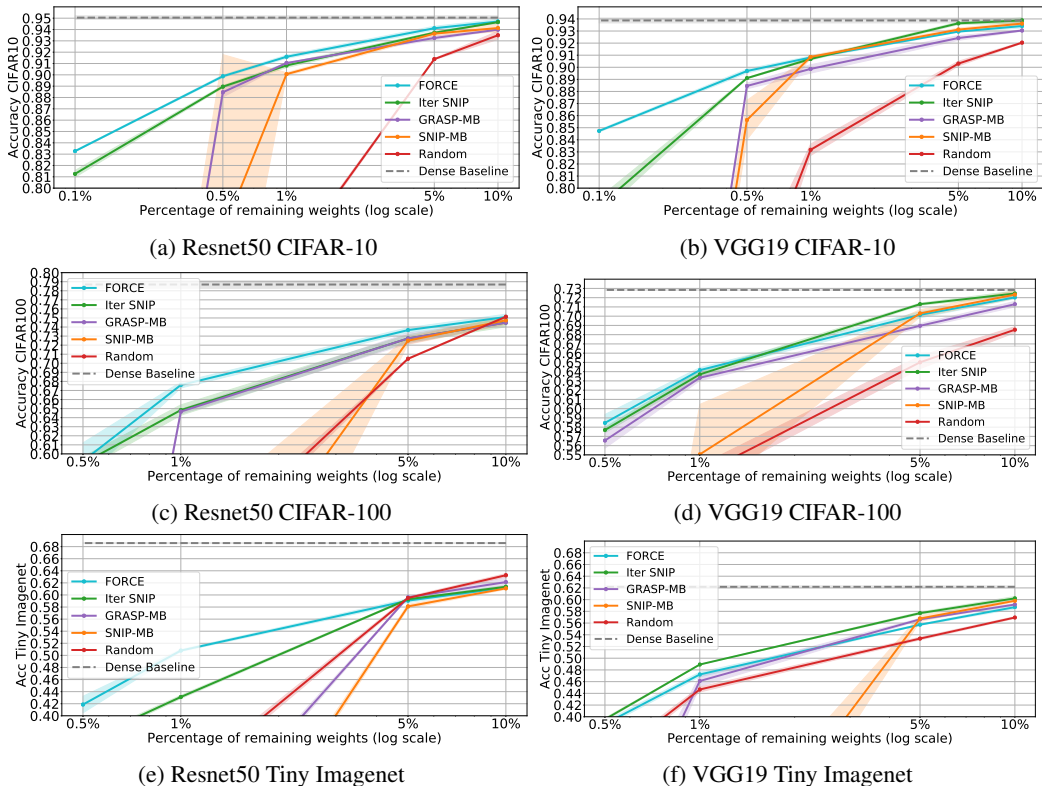 0.95
0.94
0.93
0.92
0.91
0.90
0.89
0.88
0.87
0.86
0.85
0.84
0.83
0.82
0.81
0.80
Accuracy CIFAR10
FORCE
Iter SNIP
GRASP-MB
SNIP-MB
Random
Dense Baseline
0.1% 0.5% 1% 5% 10%
Percentage of remaining weights (log scale)
(a) Resnet50 CIFAR-10
0.94
0.93
0.92
0.91
0.90
0.89
0.88
0.87
0.86
0.85
0.84
0.83
0.82
0.81
0.80
Accuracy CIFAR10
FORCE
Iter SNIP
GRASP-MB
SNIP-MB
Random
Dense Baseline
0.1% 0.5% 1% 5% 10%
Percentage of remaining weights (log scale)
(b) VGG19 CIFAR-10
0.80
0.79
0.78
0.77
0.76
0.75
0.74
0.73
0.72
0.71
0.70
0.69
0.68
0.67
0.66
0.65
0.64
0.63
0.62
0.61
0.60
Accuracy CIFAR100
FORCE
Iter SNIP
GRASP-MB
SNIP-MB
Random
Dense Baseline
0.5% 1% 5% 10%
Percentage of remaining weights (log scale)
(c) Resnet50 CIFAR-100
0.73
0.72
0.70
0.69
0.68
0.66
0.65
0.64
0.62
0.61
0.60
0.59
0.57
0.56
0.55
Accuracy CIFAR100
FORCE
Iter SNIP
GRASP-MB
SNIP-MB
Random
Dense Baseline
0.5% 1% 5% 10%
Percentage of remaining weights (log scale)
(d) VGG19 CIFAR-100
0.68
0.66
0.64
0.62
0.60
0.58
0.56
0.54
0.52
0.50
0.48
0.46
0.44
0.42
0.40
Acc Tiny Imagenet
FORCE
Iter SNIP
GRASP-MB
SNIP-MB
Random
Dense Baseline
0.5% 1% 5% 10%
Percentage of remaining weights (log scale)
(e) Resnet50 Tiny Imagenet
0.68
0.66
0.64
0.62
0.60
0.58
0.56
0.54
0.52
0.50
0.48
0.46
0.44
0.42
0.40
Acc Tiny Imagenet
FORCE
Iter SNIP
GRASP-MB
SNIP-MB
Random
Dense Baseline
0.5% 1% 5% 10%
Percentage of remaining weights (log scale)
(f) VGG19 Tiny Imagenet